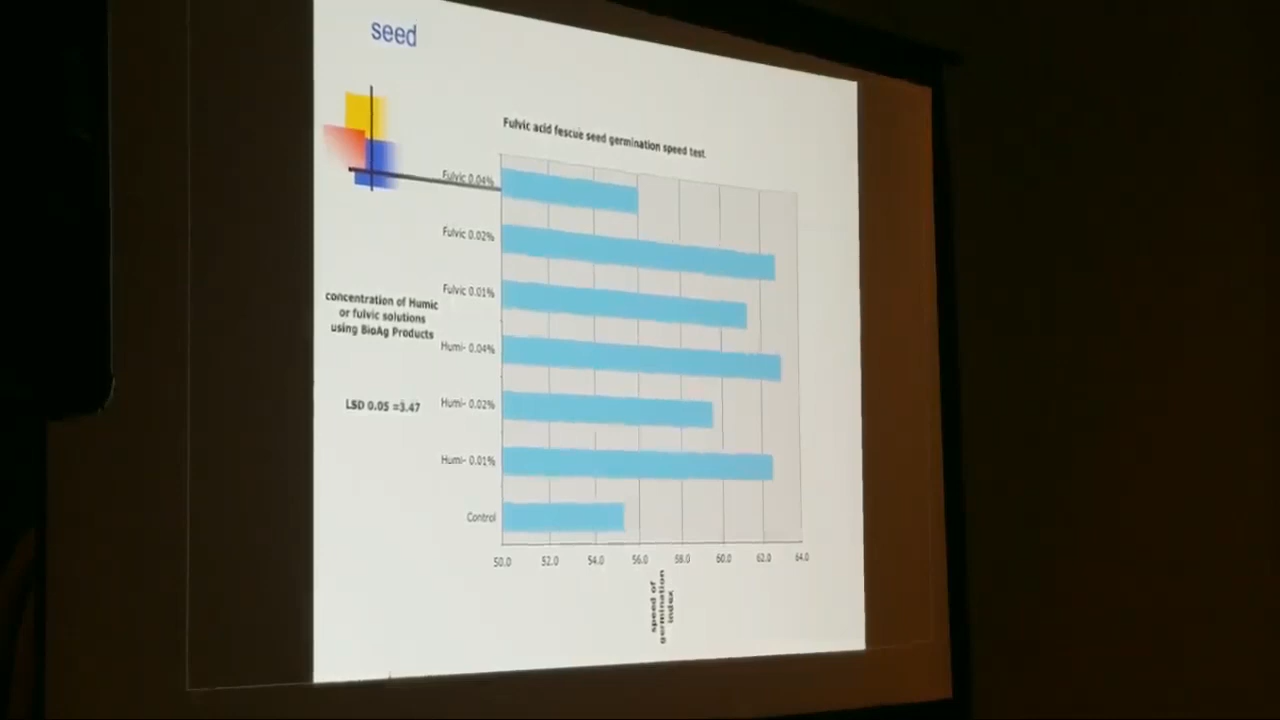 seed
Fulvic acid fescue seed germination speed test
Fulvic 0.04%
Fulvic 0.02%
Fulvic 0.01%
concentration of Humic
or fulvic solutions
using BioAg Products
Humi- 0.04%
LSD 0.05 =3.47
Humi- 0.02%
Humi- 0.01%
Control
50.0 52.0 54.0 56.0 58.0 60.0 62.0 64.0
speed of
germination
index